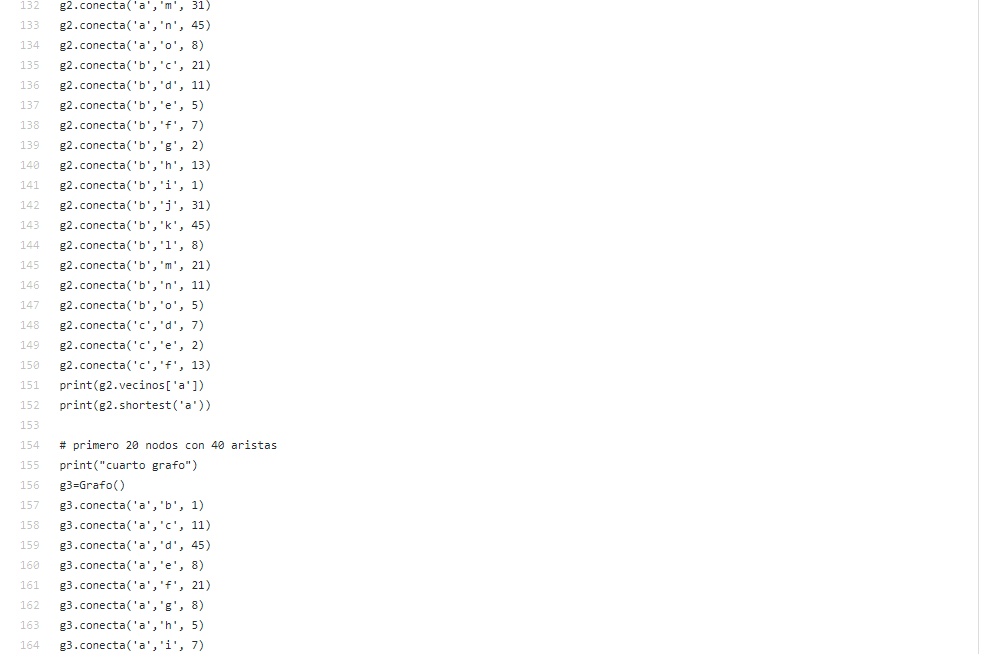 132 g2.conecta('a','m', 31)
133 g2.conecta('a','n', 45)
134 g2.conecta('a','o', 8)
135 g2.conecta('b','c', 21)
136 g2.conecta('b','d', 11)
137 g2.conecta('b','e', 5)
138 g2.conecta('b','f', 7)
139 g2.conecta('b','g', 2)
140 g2.conecta('b','h', 13)
141 g2.conecta('b','i', 1)
142 g2.conecta('b','j', 31)
143 g2.conecta('b','k', 45)
144 g2.conecta('b','l', 8)
145 g2.conecta('b','m', 21)
146 g2.conecta('b','n', 11)
147 g2.conecta('b','o', 5)
148 g2.conecta('c','d', 7)
149 g2.conecta('c','e', 2)
150 g2.conecta('c','f', 13)
151 print(g2.vecinos['a'])
152 print(g2.shortest('a'))
153
154 # primero 20 nodos con 40 aristas
155 print("cuarto grafo")
156 g3=Grafo()
157 g3.conecta('a','b', 1)
158 g3.conecta('a','c', 11)
159 g3.conecta('a','d', 45)
160 g3.conecta('a','e', 8)
161 g3.conecta('a','f', 21)
162 g3.conecta('a','g', 8)
163 g3.conecta('a','h', 5)
164 g3.conecta('a','i', 7)